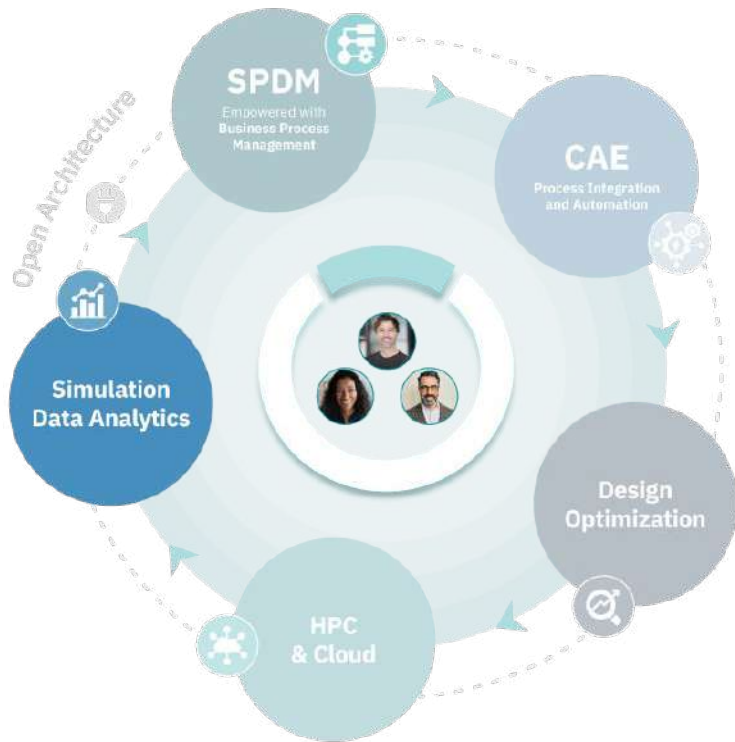 SPDM
Empowered with
Business Process
Management
Open Architecture
CAE
Process Integration
and Automation
Simulation
Data Analytics
Design
Optimization
HPC
& Cloud